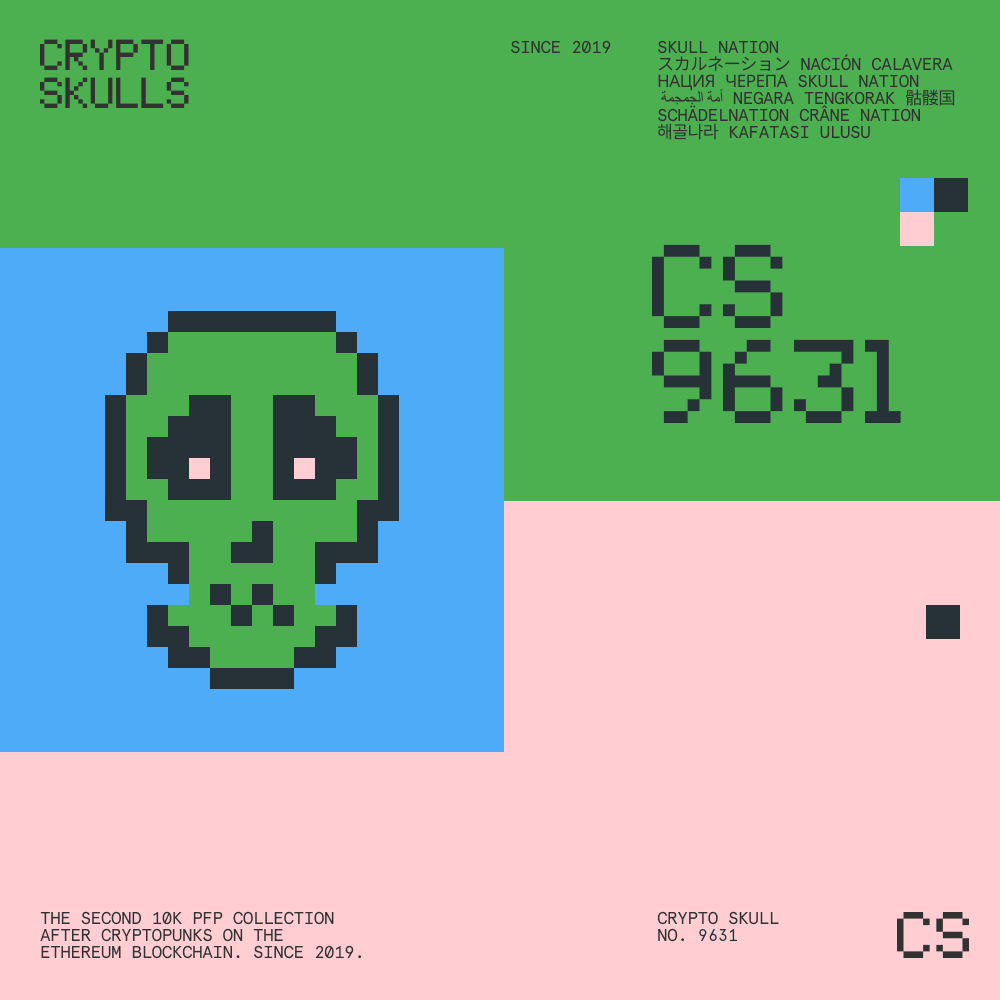 CRYPTO
SKULLS
SINCE 2019
SKULL NATION
スカルネーション NACIÓN CALAVERA
НАЦИЯ ЧЕРЕПА SKULL NATION
أمة الجمجمة NEGARA TENGKORAK 骷髅国
SCHÄDELNATION CRÂNE NATION
해골나라 KAFATASI ULUSU
CS
9631
THE SECOND 10K PFP COLLECTION
AFTER CRYPTOPUNKS ON THE
ETHEREUM BLOCKCHAIN. SINCE 2019.
CRYPTO SKULL
NO. 9631
CS